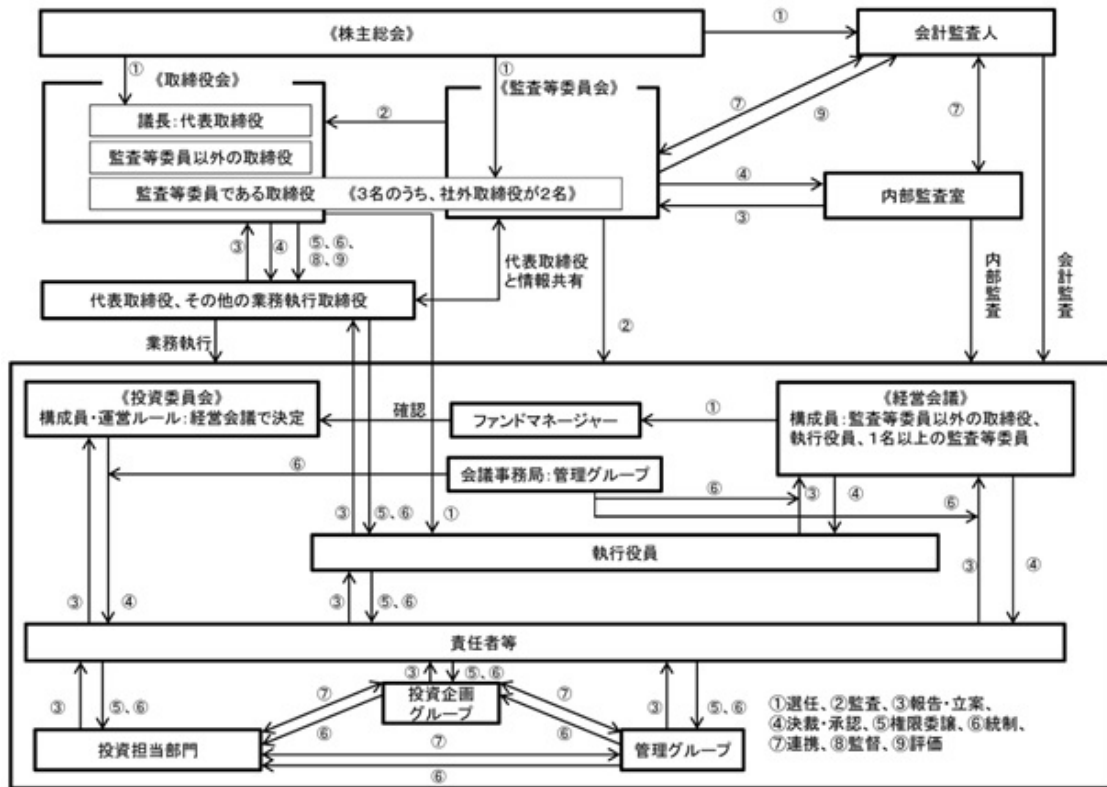 ①
《株主総会》
会計監査人
①
①
《取締役会》
《監査等委員会》
議長:代表取締役
②
⑦
⑨
⑦
監査等委員以外の取締役
④
監査等委員である取締役 《3名のうち、社外取締役が2名》
内部監査室
③
③
④
⑤、⑥、
⑧、⑨
代表取締役
と情報共有
内部監査
会計監査
代表取締役、その他の業務執行取締役
②
業務執行
《投資委員会》
構成員・運営ルール:経営会議で決定
確認
ファンドマネージャー
①
《経営会議》
構成員:監査等委員以外の取締役、
執行役員、1名以上の監査等委員
⑥
会議事務局:管理グループ
⑥
③
④
⑥
③
⑤、⑥
①
執行役員
③
④
③
④
③
⑤、⑥
責任者等
③
⑤、⑥
③
⑤、⑥
③
⑤、⑥
⑦
投資企画
グループ
⑦
⑥
⑥
投資担当部門
⑦
管理グループ
⑥
①選任、②監査、③報告・立案、
④決裁・承認、⑤権限委譲、⑥統制、
⑦連携、⑧監督、⑨評価